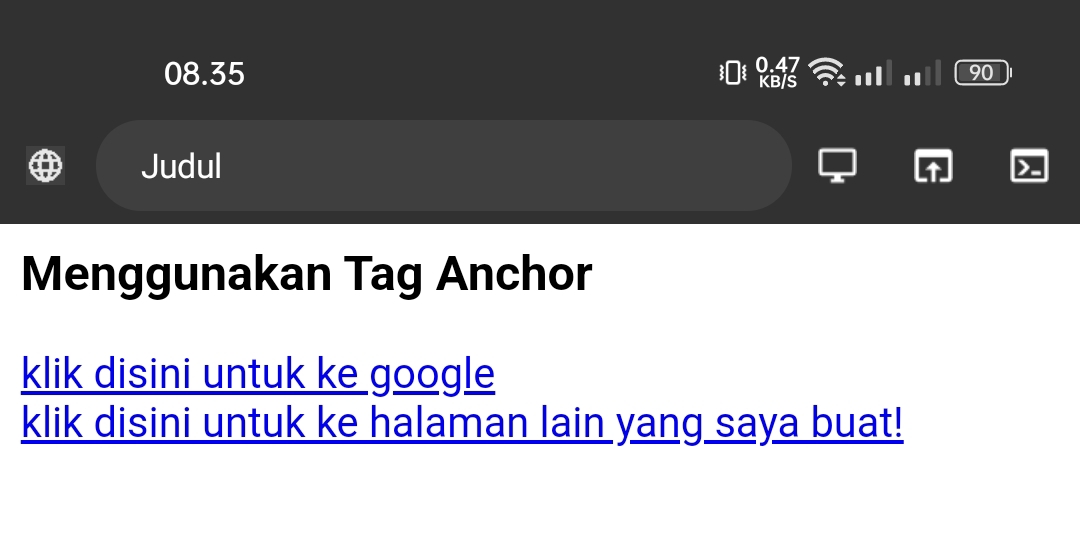 08.35
0.47
KB/S
90
Judul
Menggunakan Tag Anchor
klik disini untuk ke google
klik disini untuk ke halaman lain yang saya buat!